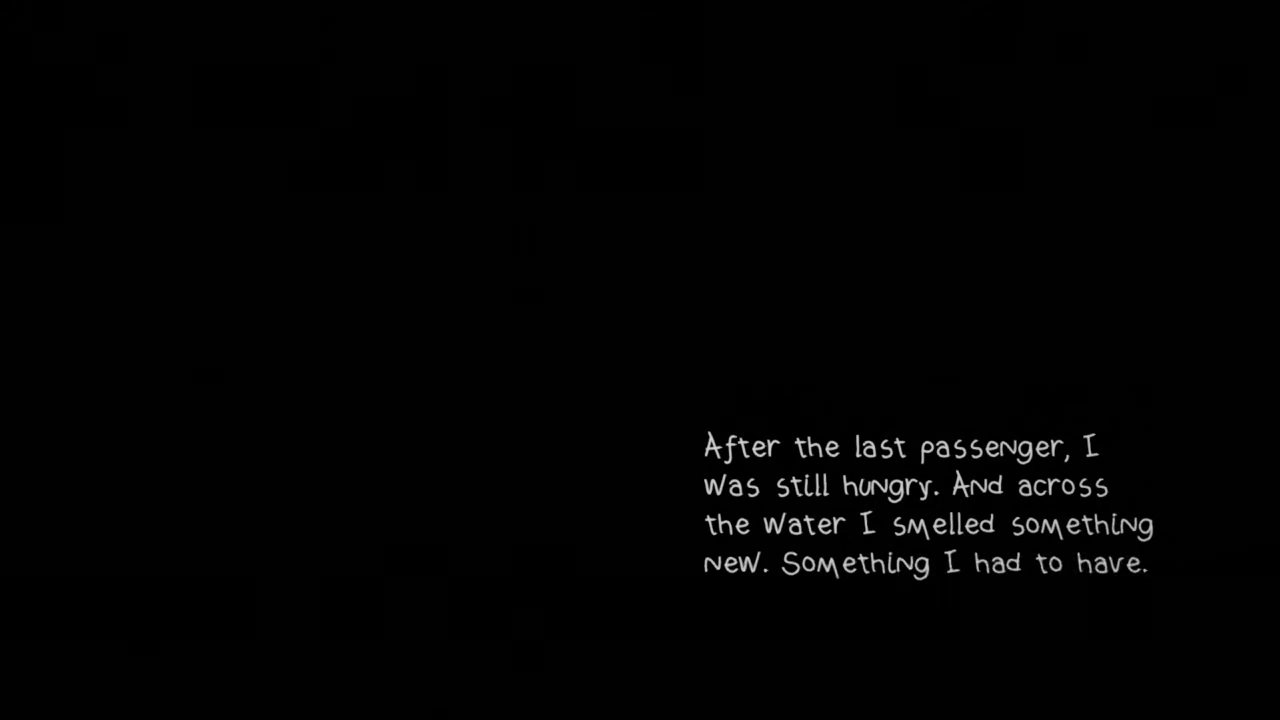 After the last passenger, I
was still hungry. And across
the water I smelled something
new. Something I had to have.